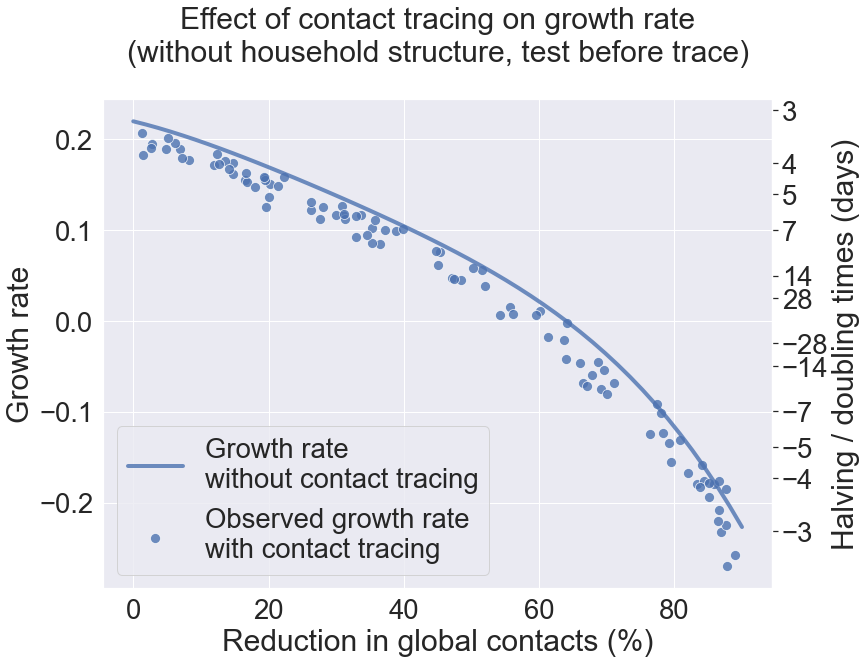 Effect of contact tracing on growth rate
(without household structure, test before trace)
Growth rate
0.2
0.1
0.0
−0.1
−0.2
Growth rate
without contact tracing
Observed growth rate
with contact tracing
0
20
40
60
80
Reduction in global contacts (%)
3
4
5
7
14
28
−28
−14
−7
−5
−4
−3
Halving / doubling times (days)